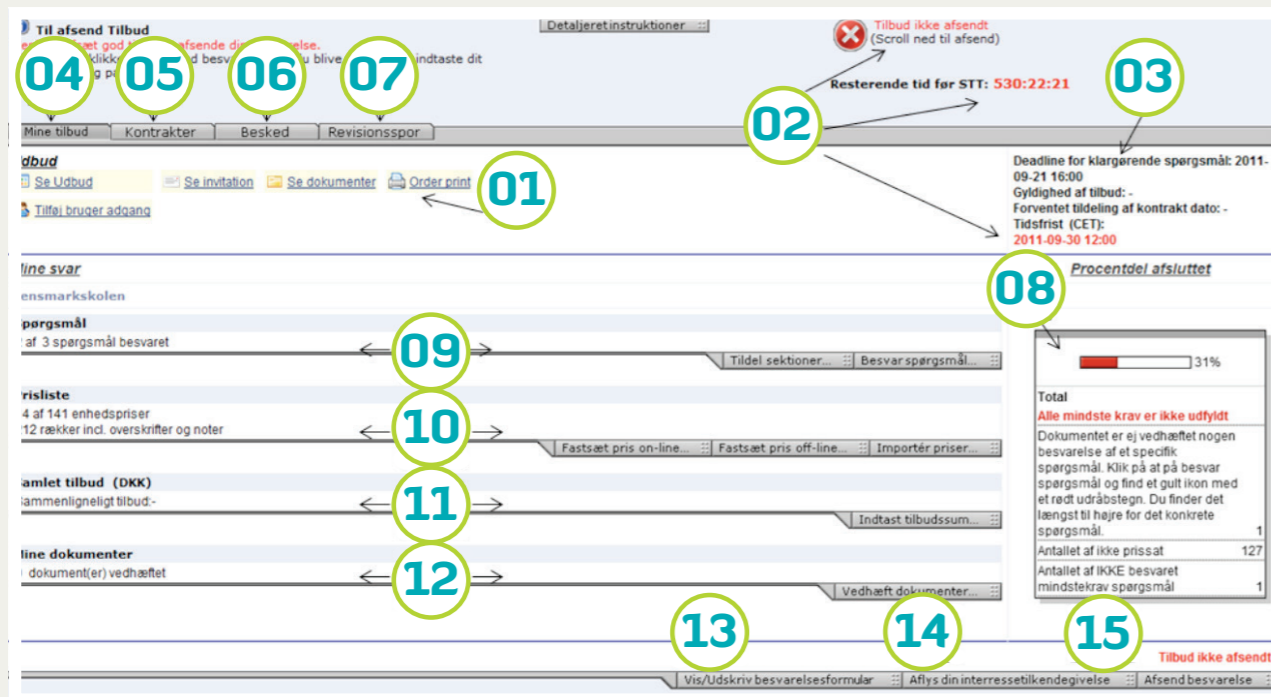 Til afsend Tilbud
Detaljeret instruktioner
Tilbud ikke afsendt
(Scroll ned til afsend)
04
05
06
07
03
Resterende tid før STT: 530:22:21
02
Mine tilbud
Kontrakter
Besked
Revisionsspor
Se Udbud
Se invitation
Se dokumenter
Order print
01
Tilføj bruger adgang
Deadline for klargørende spørgsmål: 2011-
09-21 16:00
Gyldighed af tilbud: -
Forventet tildeling af kontrakt dato: -
Tidsfrist (CET):
2011-09-30 12:00
svar
Procentdel afsluttet
08
af 3 spørgsmål besvaret
09
Tildel sektioner...
Besvar spørgsmål...
31%
af 141 enhedspriser
rækker incl. overskrifter og noter
10
Fastsæt pris on-line...
Fastsæt pris off-line...
Importér priser...
tilbud (DKK)
tilbud:-
11
Indtast tilbudssum...
dokumenter
dokument(er) vedhæftet
12
Vedhæft dokumenter...
Total
Alle mindste krav er ikke udfyldt
Dokumentet er ej vedhæftet nogen
besvarelse af et specifik
spørgsmål. Klik på at på besvar
spørgsmål og find et gult ikon med
et rødt udråbstegn. Du finder det
længst til højre for det konkrete
spørgsmål. 1
Antallet af ikke prissat 127
Antallet af IKKE besvaret
mindstekrav spørgsmål 1
13
14
15
Tilbud ikke afsendt
Vis/Udskriv besvarelsesformular
Aflys din interressetilkendegivelse
Afsend besvarelse